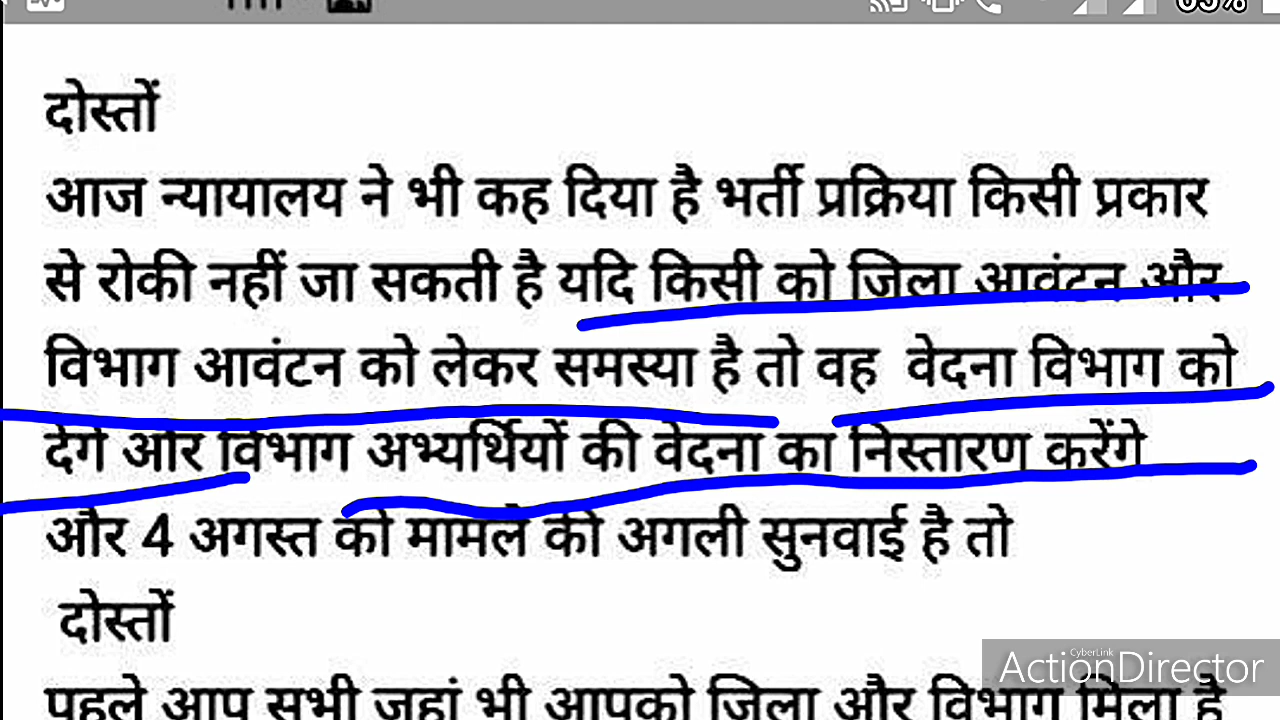 65%
दोस्तों
आज न्यायालय ने भी कह दिया है भर्ती प्रक्रिया किसी प्रकार
से रोकी नहीं जा सकती है यदि किसी को जिला आवंटन और
विभाग आवंटन को लेकर समस्या है तो वह वेदना विभाग को
देगे और विभाग अभ्यर्थियों की वेदना का निस्तारण करेंगे
और 4 अगस्त को मामले की अगली सुनवाई है तो
दोस्तों
पहले आप सभी जहां भी आपको जिला और विभाग मिला है
CyberLink
ActionDirector